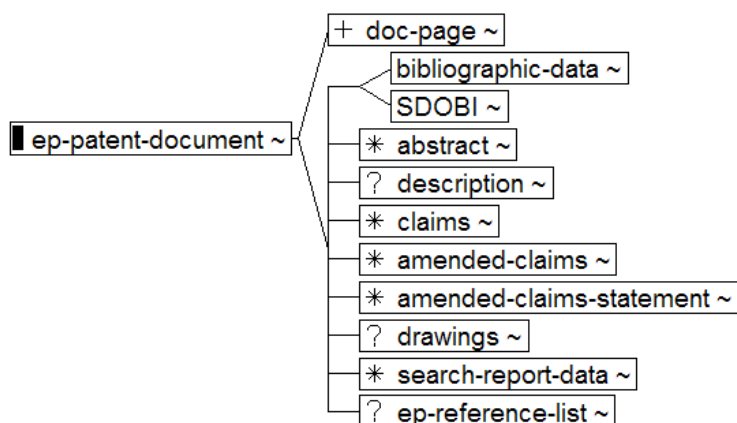 + doc-page ~
bibliographic-data ~
SDOBI ~
ep-patent-document ~
* abstract ~
? description ~
* claims ~
* amended-claims ~
* amended-claims-statement ~
? drawings ~
* search-report-data ~
? ep-reference-list ~